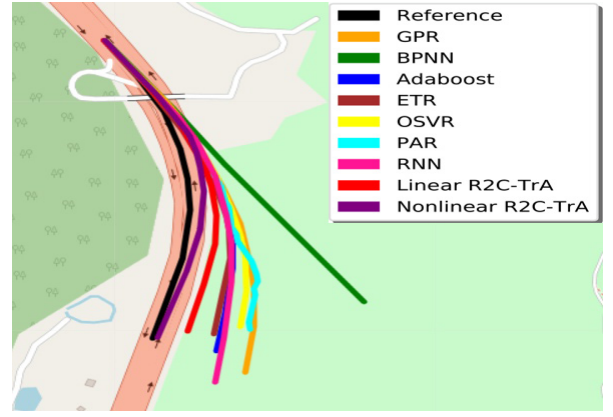 Reference
GPR
BPNN
Adaboost
ETR
OSVR
PAR
RNN
Linear R2C-TrA
Nonlinear R2C-TrA